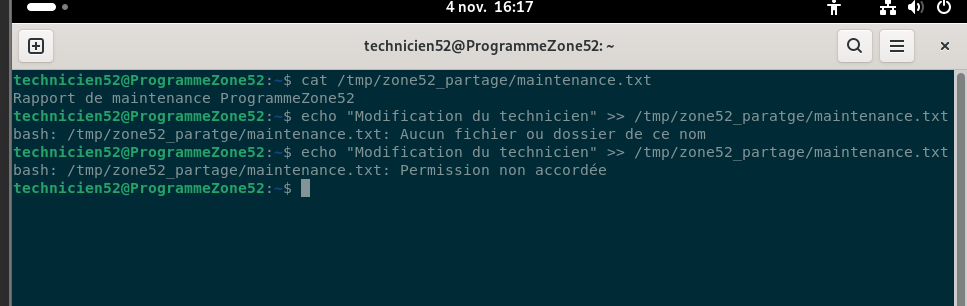 4 nov. 16:17
technicien52@ProgrammeZone52: ~
technicien52@ProgrammeZone52:~$ cat /tmp/zone52_partage/maintenance.txt
Rapport de maintenance ProgrammeZone52
technicien52@ProgrammeZone52:~$ echo "Modification du technicien" >> /tmp/zone52_paratge/maintenance.txt
bash: /tmp/zone52_paratge/maintenance.txt: Aucun fichier ou dossier de ce nom
technicien52@ProgrammeZone52:~$ echo "Modification du technicien" >> /tmp/zone52_partage/maintenance.txt
bash: /tmp/zone52_partage/maintenance.txt: Permission non accordée
technicien52@ProgrammeZone52:~$